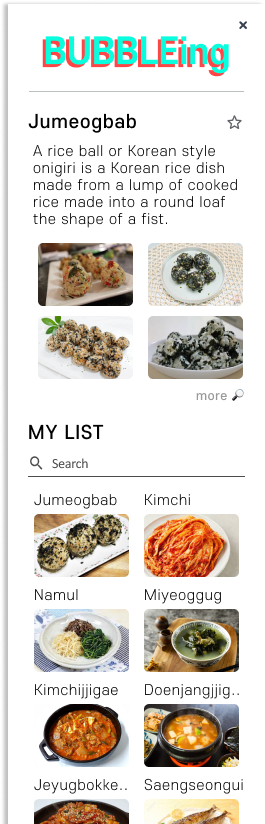 BUBBLEing
Jumeogbab
A rice ball or Korean style
onigiri is a Korean rice dish
made from a lump of cooked
rice made into a round loaf
the shape of a fist.
more
MY LIST
Search
Jumeogbab Kimchi
Namul Miyeoggug
Kimchijjigae Doenjangjjig..
Jeyugbokke.. Saengseongui